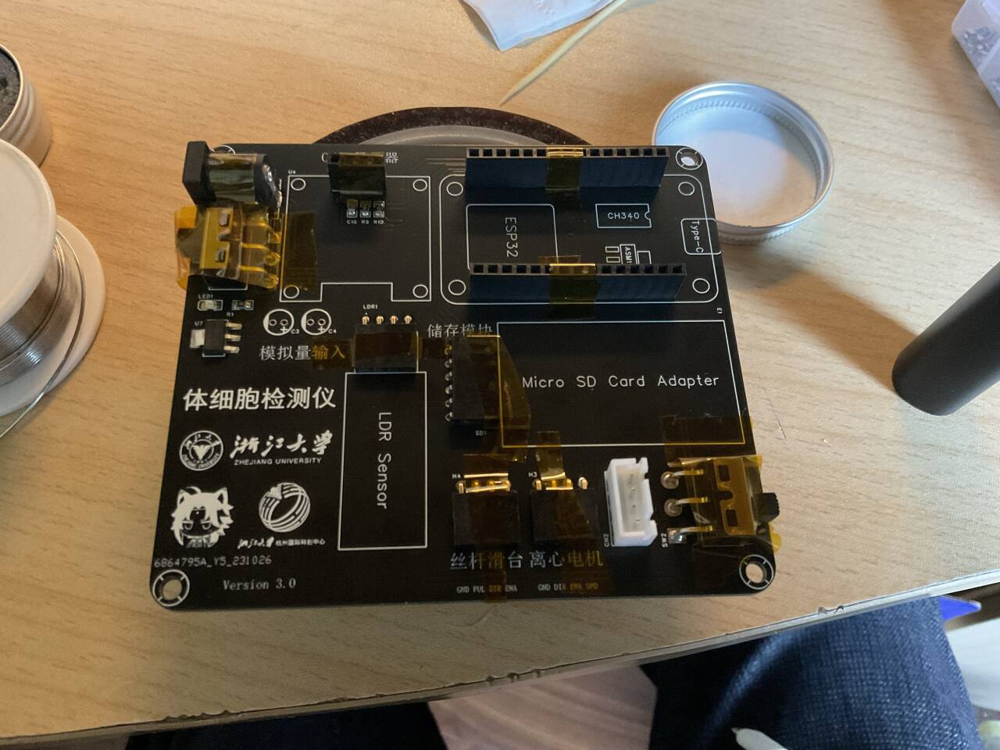 U4
C10 R9 R10
ESP32
CH340
ASM1
Type-C
LED1
R1
U7
C3 C4
LDR1
模拟量输入
储存模块
E1
Micro SD Card Adapter
SD1
体细胞检测仪
LDR Sensor
浙江大学
ZHEJIANG UNIVERSITY
浙江大学杭州国际科创中心
H4
H3
CN2
SW2
6864795A_Y5_231026
Version 3.0
丝杆滑台 离心电机
GND PUL DIR ENA
GND DIR ENA SPD